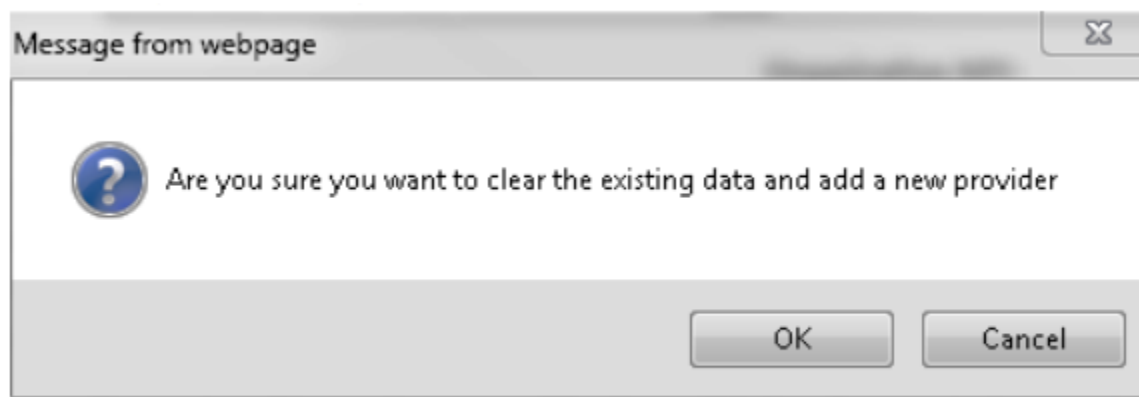 Message from webpage
Are you sure you want to clear the existing data and add a new provider
OK
Cancel